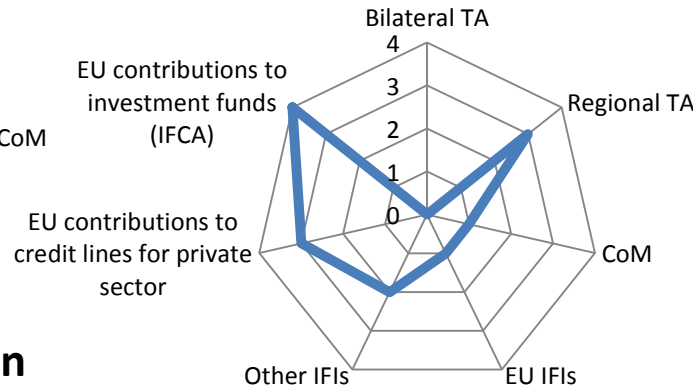 Bilateral TA
4
3
2
1
0
EU contributions to
investment funds
(IFCA)
Regional TA
CoM
EU contributions to
credit lines for private
sector
CoM
Other IFIs
EU IFIs
n